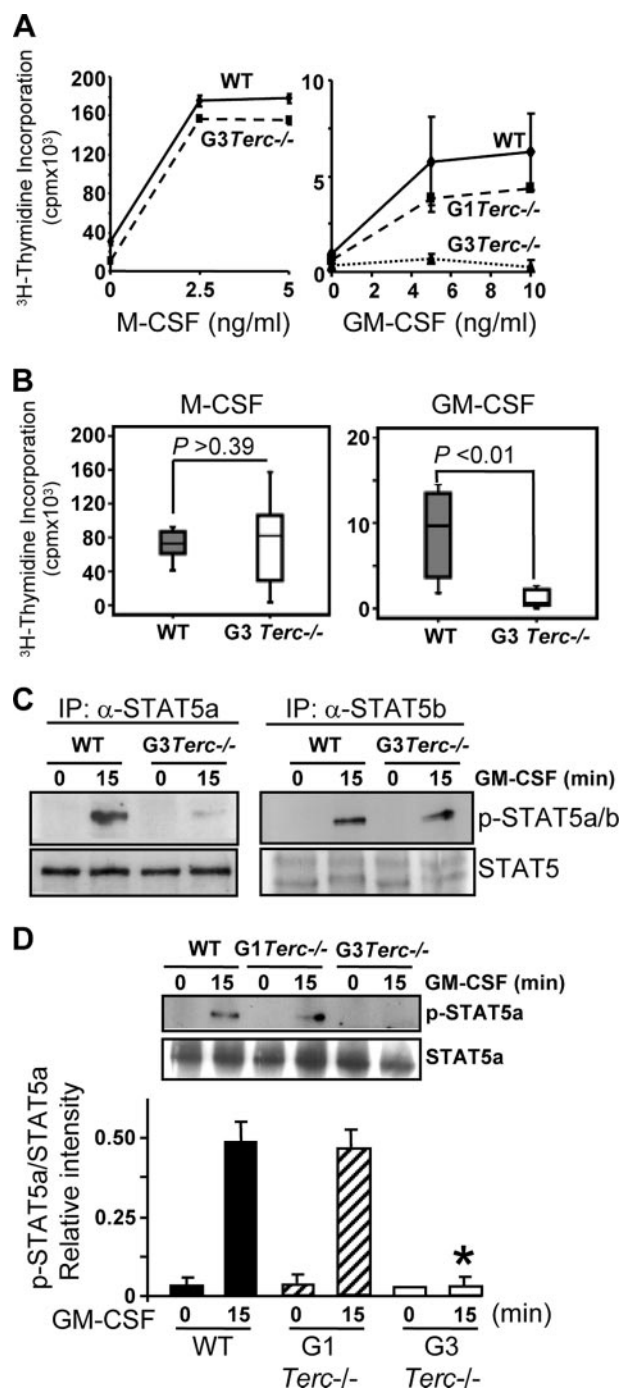 A
³H-Thymidine Incorporation
(cpmx10³)
200
160
120
80
40
0
WT
G3Terc-/-
0
2.5
5
M-CSF (ng/ml)
10
5
0
WT
G1Terc-/-
G3Terc-/-
0 2 4 6 8 10
GM-CSF (ng/ml)
B
³H-Thymidine Incorporation
(cpmx10³)
M-CSF
200
160
120
80
40
0
P >0.39
WT
G3 Terc-/-
GM-CSF
20
10
0
P <0.01
WT
G3 Terc-/-
C
IP: α-STAT5a
WT G3Terc-/-
0 15 0 15
IP: α-STAT5b
WT G3Terc-/-
0 15 0 15 GM-CSF (min)
p-STAT5a/b
STAT5
D
WT G1Terc-/- G3Terc-/-
0 15 0 15 0 15 GM-CSF (min)
p-STAT5a
STAT5a
p-STAT5a/STAT5a
Relative intensity
0.50
0.25
0
*
GM-CSF 0 15 0 15 0 15 (min)
WT G1 G3
Terc-/- Terc-/-